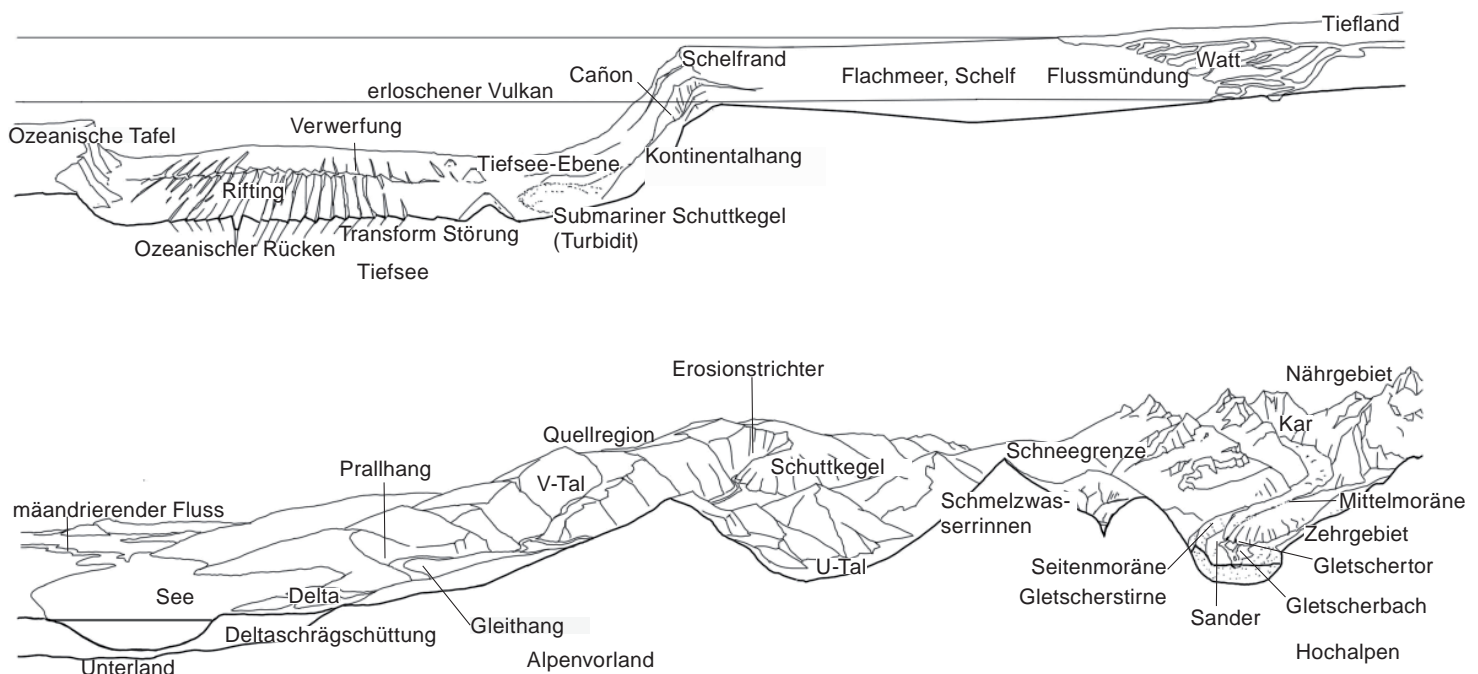 Tiefland
Schelfrand
Watt
Cañon
Flachmeer, Schelf
Flussmündung
erloschener Vulkan
Verwerfung
Ozeanische Tafel
Tiefsee-Ebene
Kontinentalhang
Rifting
Submariner Schuttkegel
(Turbidit)
Transform Störung
Ozeanischer Rücken
Tiefsee
Erosionstrichter
Nährgebiet
Kar
Quellregion
Schneegrenze
Prallhang
Schuttkegel
V-Tal
Schmelzwas-
serrinnen
Mittelmoräne
mäandrierender Fluss
Zehrgebiet
U-Tal
Seitenmoräne
Gletschertor
See
Delta
Gletscherstirne
Gletscherbach
Sander
Gleithang
Deltaschrägschüttung
Hochalpen
Alpenvorland
Unterland